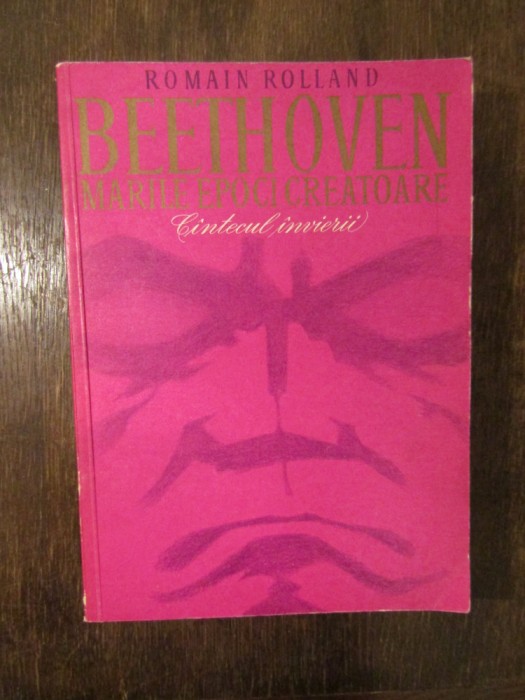 ROMAIN ROLLAND
BEETHOVEN
MARILE EPOCI CREATOARE
Cîntecul învierii